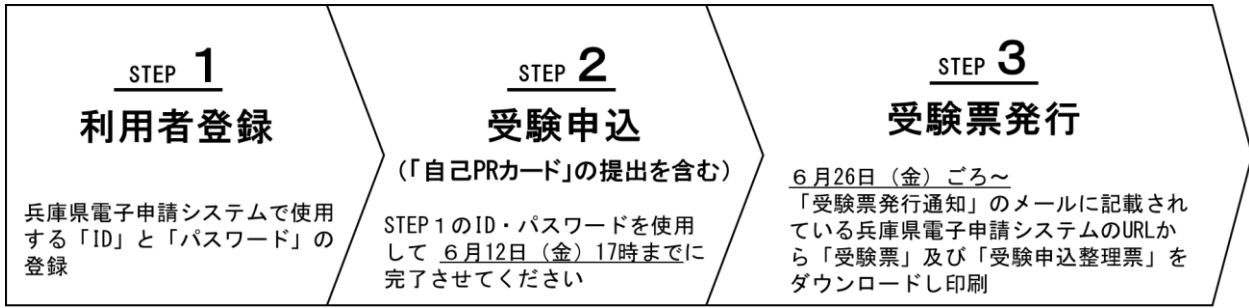 STEP 1
利用者登録
兵庫県電子申請システムで使用
する「ID」と「パスワード」の
登録
STEP 2
受験申込
(「自己PRカード」の提出を含む)
STEP１のID・パスワードを使用
して ６月12日（金）17時までに
完了させてください
STEP 3
受験票発行
６月26日（金）ごろ～
「受験票発行通知」のメールに記載され
ている兵庫県電子申請システムのURLか
ら「受験票」及び「受験申込整理票」を
ダウンロードし印刷